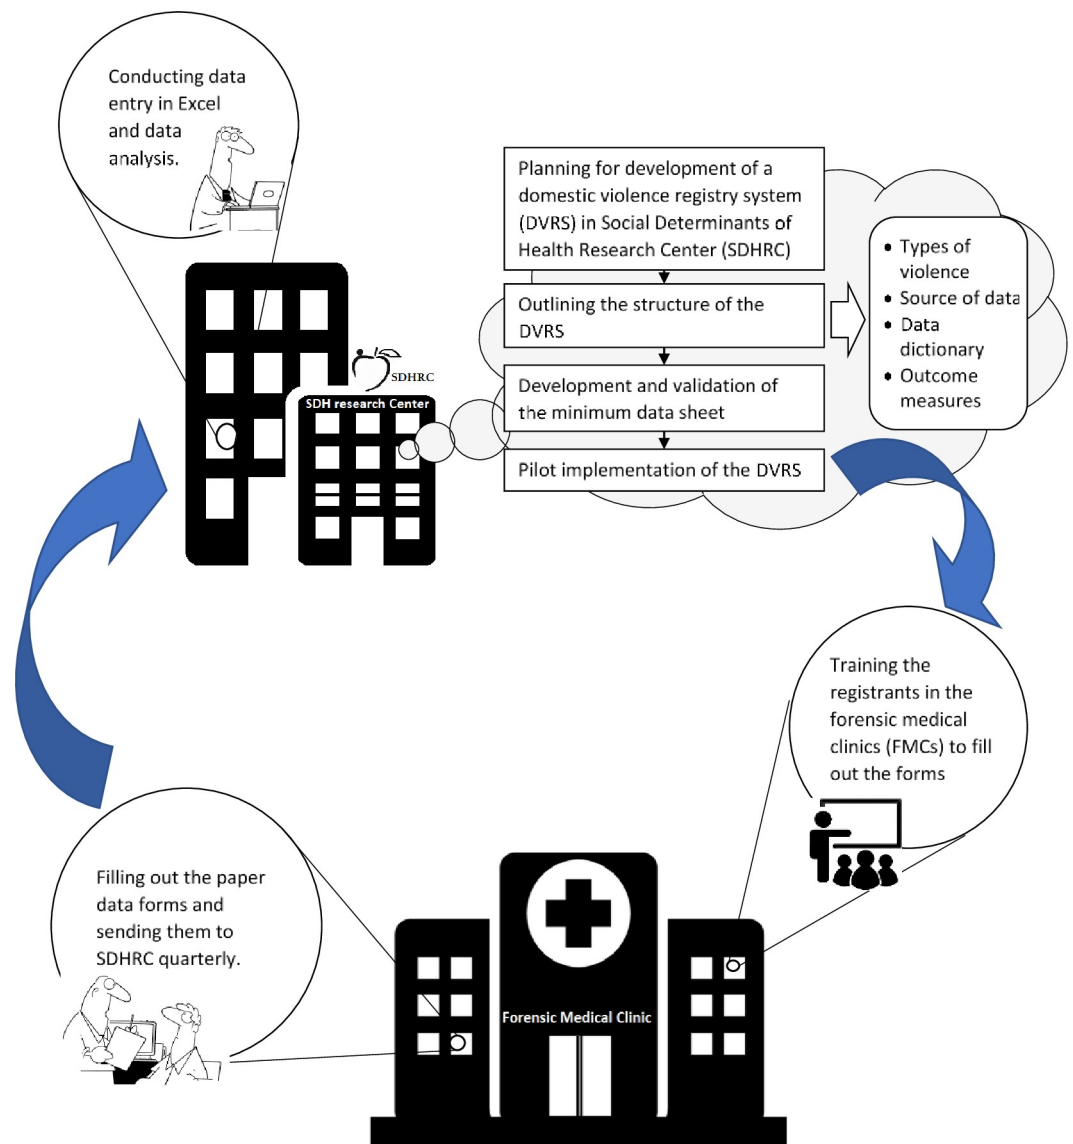 Conducting data
entry in Excel
and data
analysis.
Planning for development of a
domestic violence registry system
(DVRS) in Social Determinants of
Health Research Center (SDHRC)
Outlining the structure of the
DVRS
Development and validation of
the minimum data sheet
Pilot implementation of the DVRS
• Types of
violence
• Source of data
• Data
dictionary
• Outcome
measures
SDHRC
SDH research Center
Training the
registrants in the
forensic medical
clinics (FMCs) to fill
out the forms
Filling out the paper
data forms and
sending them to
SDHRC quarterly.
Forensic Medical Clinic